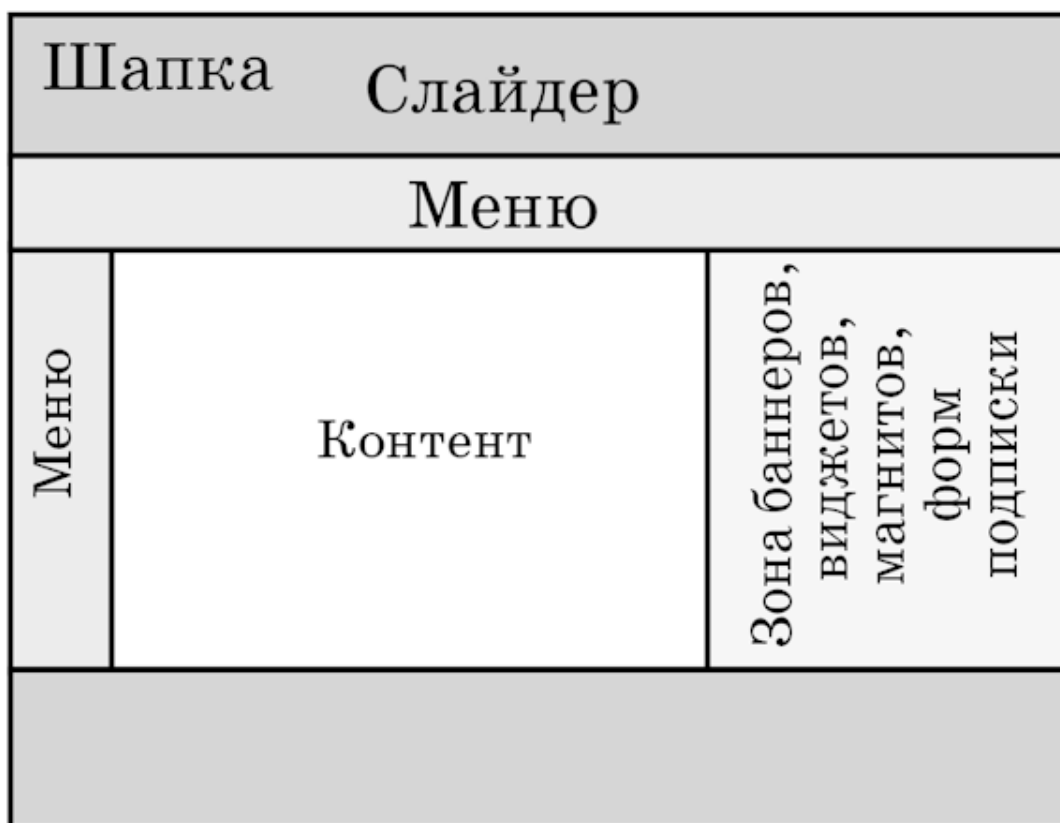 Шапка
Слайдер
Меню
Меню
Контент
Зона баннеров,
виджетов,
магнитов,
форм
подписки